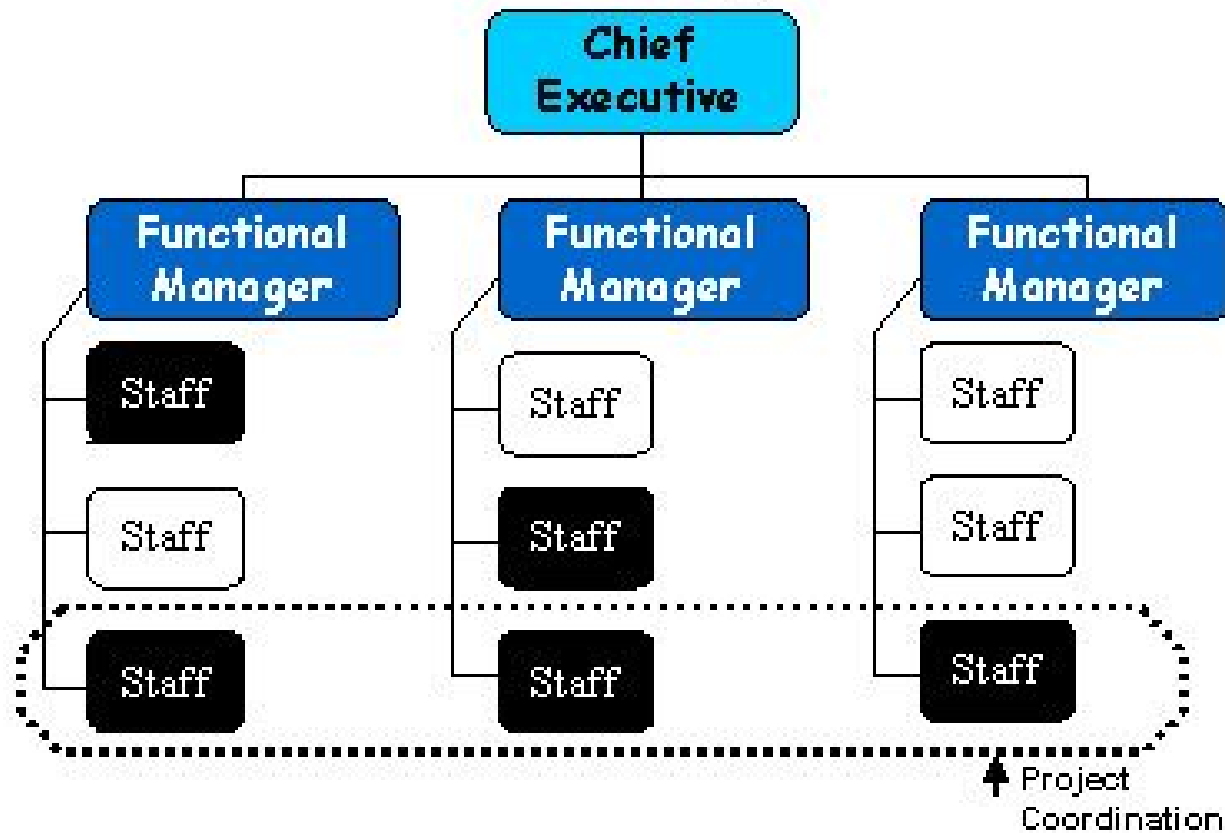 Chief
Executive
Functional
Manager
Functional
Manager
Functional
Manager
Staff
Staff
Staff
Staff
Staff
Staff
Staff
Staff
Staff
Project
Coordination